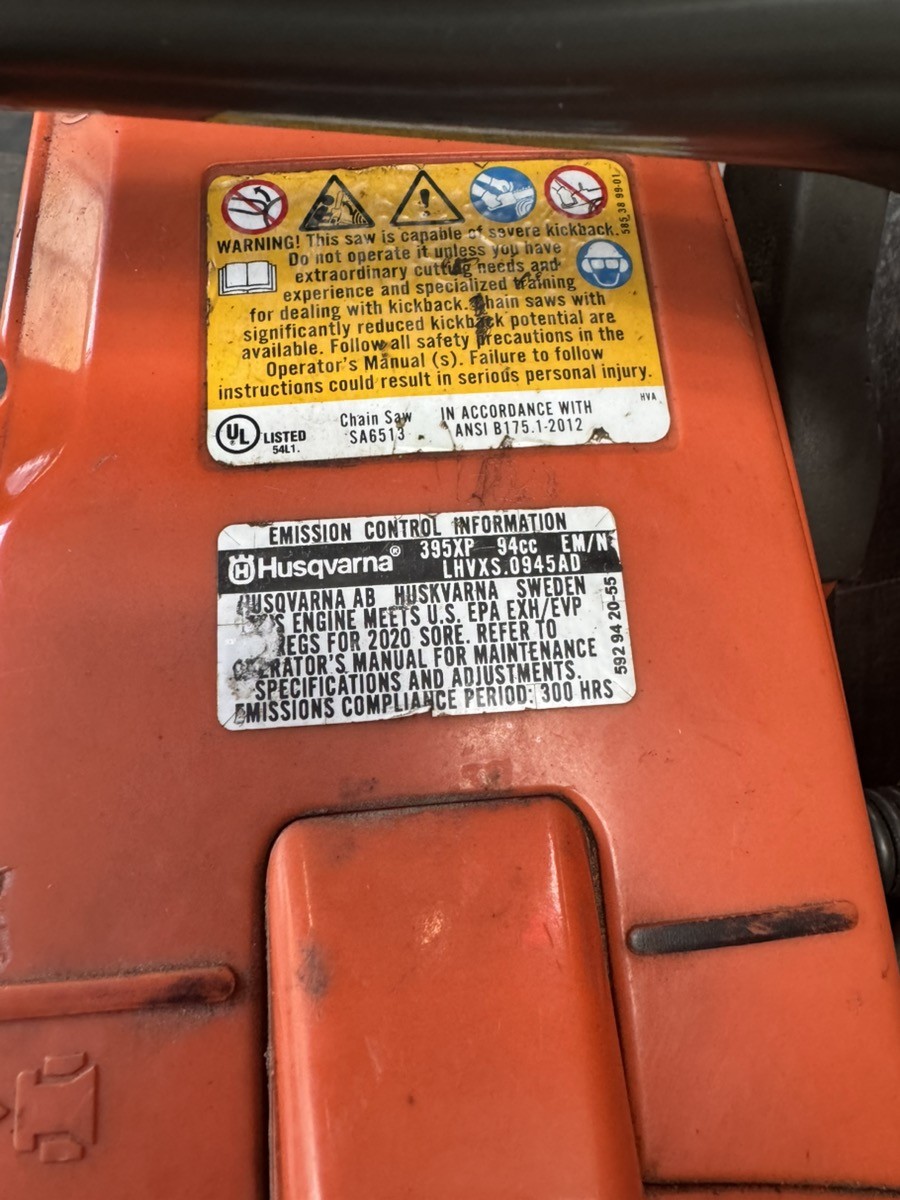 585 38 99-01
WARNING! This saw is capable of severe kickback.
Do not operate it unless you have
extraordinary cutting needs and
experience and specialized training
for dealing with kickback. Chain saws with
significantly reduced kickback potential are
available. Follow all safety precautions in the
Operator's Manual (s). Failure to follow
instructions could result in serious personal injury.
HVA
UL LISTED
54L1.
Chain Saw
SA6513
IN ACCORDANCE WITH
ANSI B175.1-2012
EMISSION CONTROL INFORMATION
Husqvarna® 395XP 94cc EM/N
LHVXS.0945AD
HUSQVARNA AB HUSKVARNA SWEDEN
THIS ENGINE MEETS U.S. EPA EXH/EVP
REGS FOR 2020 SORE. REFER TO
OPERATOR'S MANUAL FOR MAINTENANCE
SPECIFICATIONS AND ADJUSTMENTS.
EMISSIONS COMPLIANCE PERIOD: 300 HRS
592 94 20-55